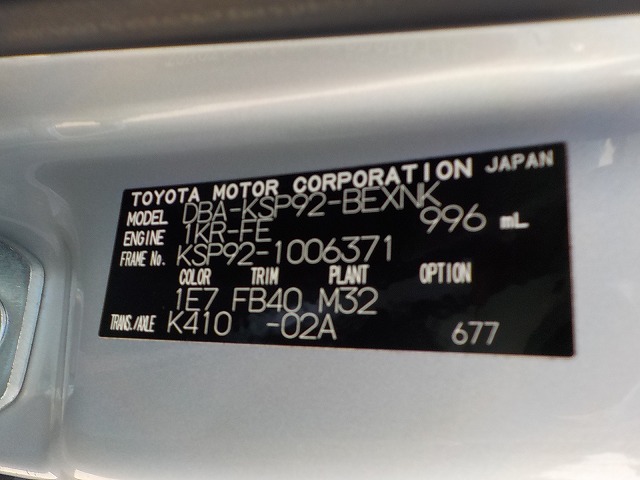 TOYOTA MOTOR CORPORATION JAPAN
MODEL DBA-KSP92-BEXNK
ENGINE 1KR-FE 996 mL
FRAME No. KSP92-1006371
COLOR TRIM PLANT OPTION
1E7 FB40 M32
TRANS./AXLE K410 -02A 677